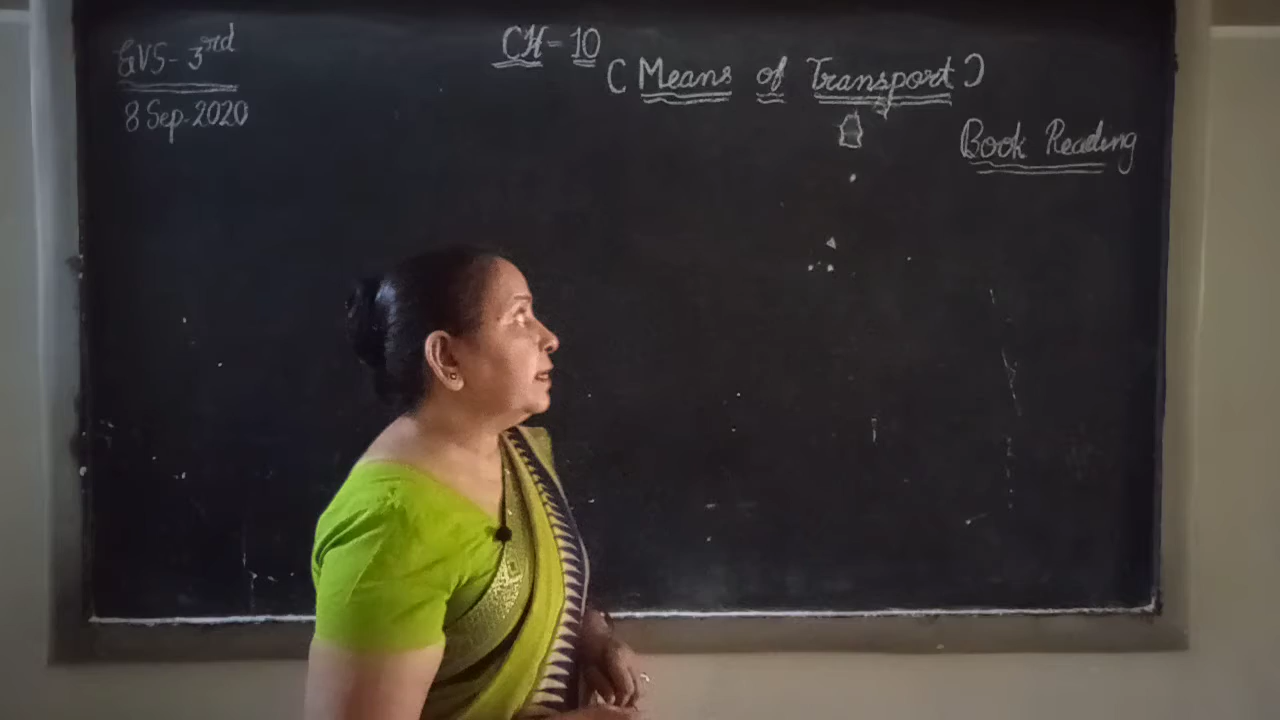 EVS- 3rd
8 Sep. 2020
CH- 10
(Means of Transport)
Book Reading